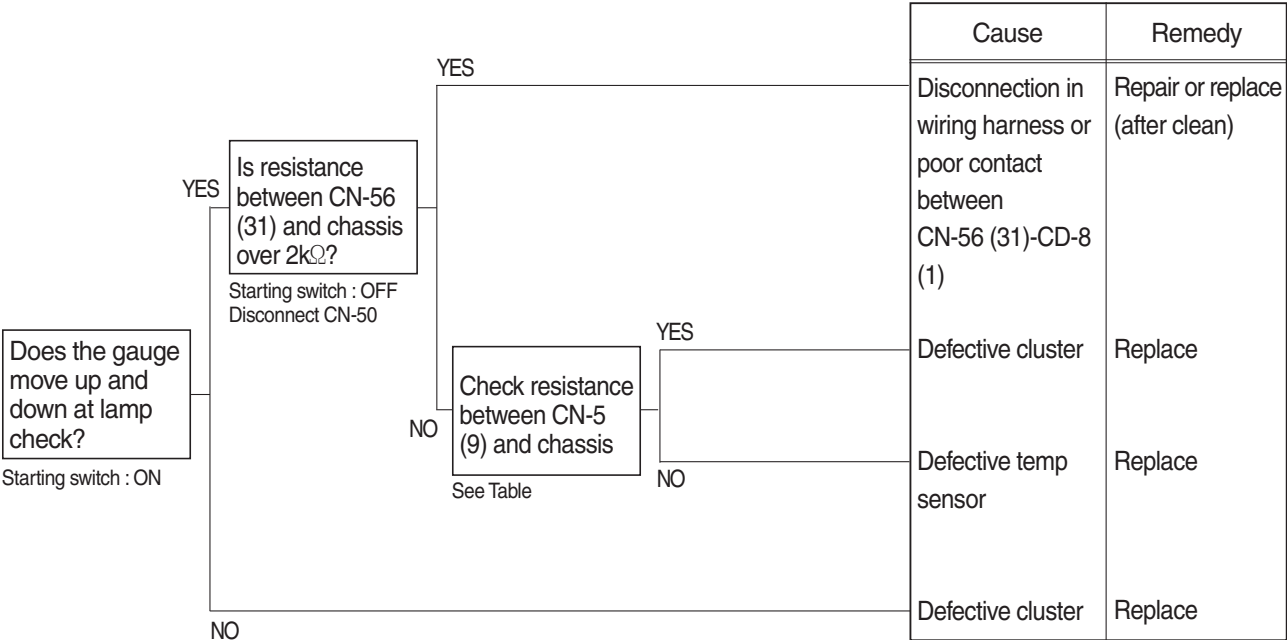 Cause
Remedy
YES
Disconnection in
wiring harness or
poor contact
between
CN-56 (31)-CD-8
(1)
Repair or replace
(after clean)
YES
Is resistance
between CN-56
(31) and chassis
over 2kΩ?
Starting switch : OFF
Disconnect CN-50
Does the gauge
move up and
down at lamp
check?
Starting switch : ON
YES
Defective cluster
Replace
NO
Check resistance
between CN-5
(9) and chassis
See Table
NO
Defective temp
sensor
Replace
NO
Defective cluster
Replace